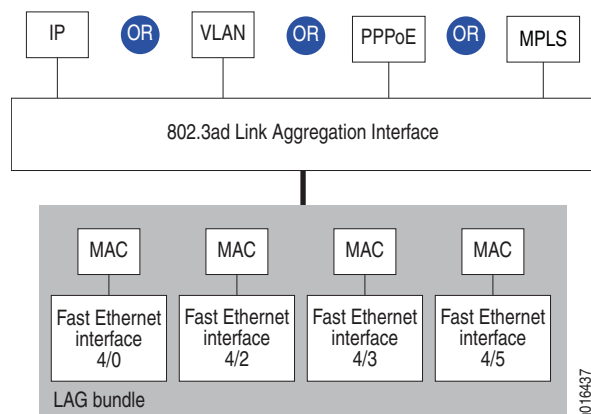 IP OR VLAN OR PPPoE OR MPLS
802.3ad Link Aggregation Interface
MAC MAC MAC MAC
Fast Ethernet interface 4/0
Fast Ethernet interface 4/2
Fast Ethernet interface 4/3
Fast Ethernet interface 4/5
LAG bundle
016437